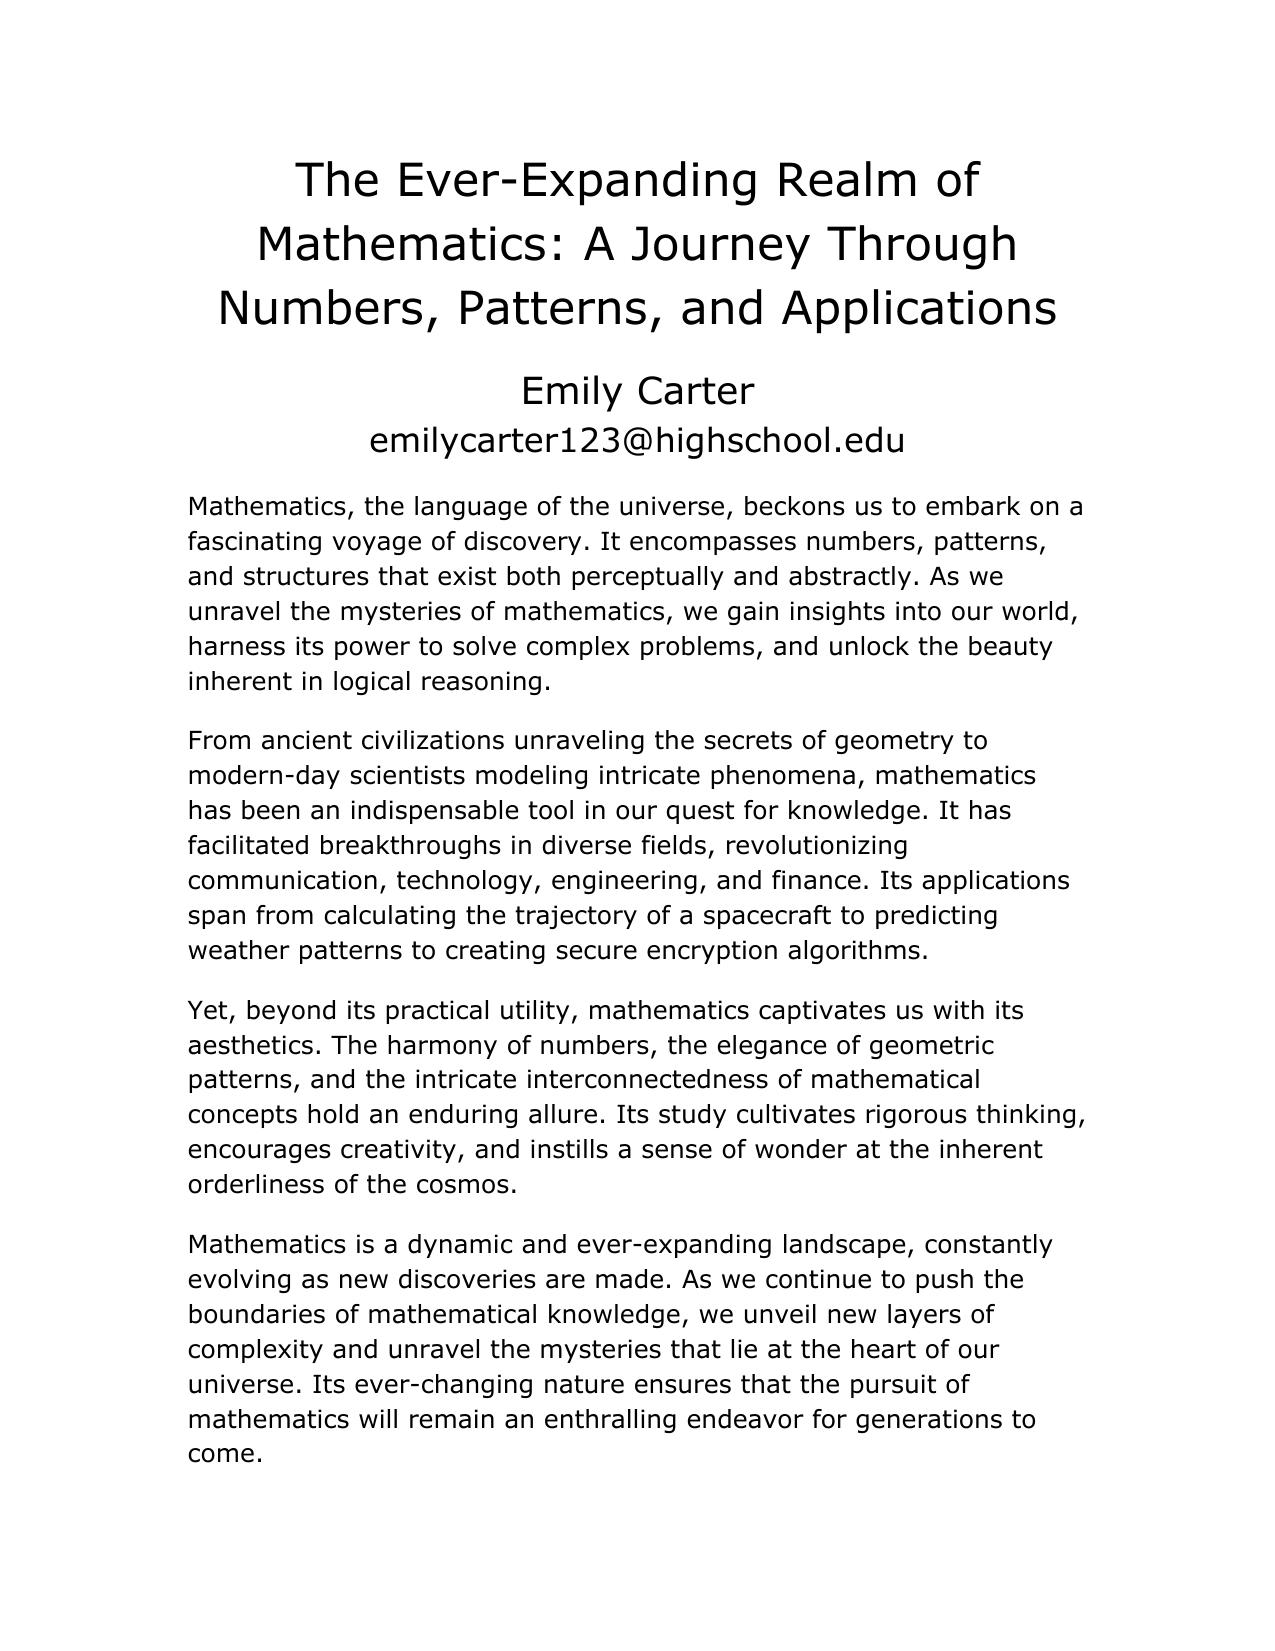 The Ever-Expanding Realm of
Mathematics: A Journey Through
Numbers, Patterns, and Applications
Emily Carter
emilycarter123@highschool.edu
Mathematics, the language of the universe, beckons us to embark on a
fascinating voyage of discovery. It encompasses numbers, patterns,
and structures that exist both perceptually and abstractly. As we
unravel the mysteries of mathematics, we gain insights into our world,
harness its power to solve complex problems, and unlock the beauty
inherent in logical reasoning.
From ancient civilizations unraveling the secrets of geometry to
modern-day scientists modeling intricate phenomena, mathematics
has been an indispensable tool in our quest for knowledge. It has
facilitated breakthroughs in diverse fields, revolutionizing
communication, technology, engineering, and finance. Its applications
span from calculating the trajectory of a spacecraft to predicting
weather patterns to creating secure encryption algorithms.
Yet, beyond its practical utility, mathematics captivates us with its
aesthetics. The harmony of numbers, the elegance of geometric
patterns, and the intricate interconnectedness of mathematical
concepts hold an enduring allure. Its study cultivates rigorous thinking,
encourages creativity, and instills a sense of wonder at the inherent
orderliness of the cosmos.
Mathematics is a dynamic and ever-expanding landscape, constantly
evolving as new discoveries are made. As we continue to push the
boundaries of mathematical knowledge, we unveil new layers of
complexity and unravel the mysteries that lie at the heart of our
universe. Its ever-changing nature ensures that the pursuit of
mathematics will remain an enthralling endeavor for generations to
come.